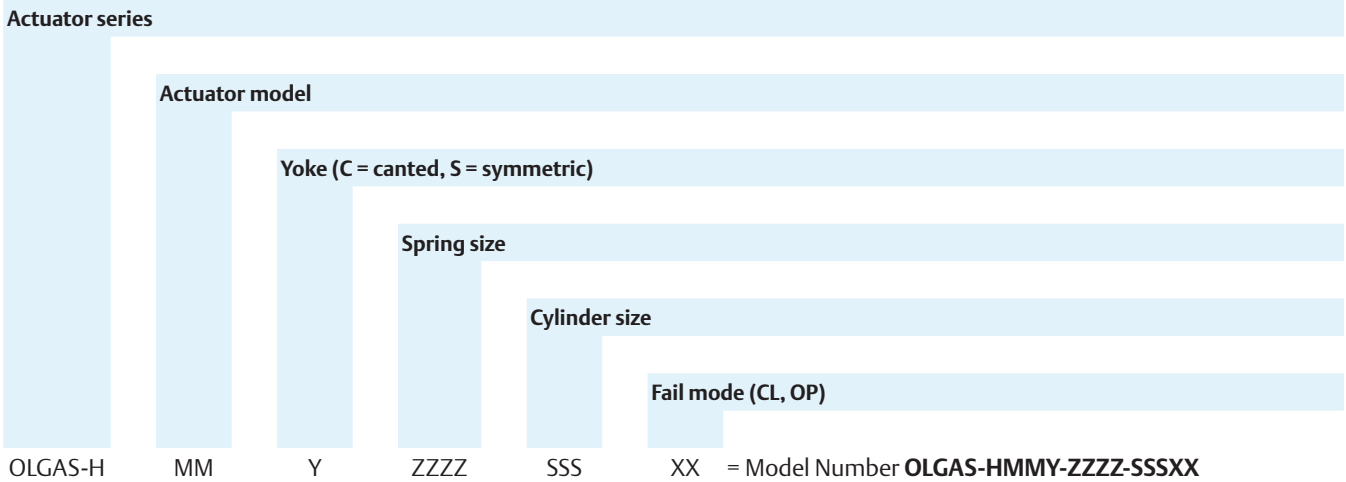 Actuator series
Actuator model
Yoke (C = canted, S = symmetric)
Spring size
Cylinder size
Fail mode (CL, OP)
OLGAS-H MM Y ZZZZ SSS XX = Model Number OLGAS-HMMY-ZZZZ-SSSXX